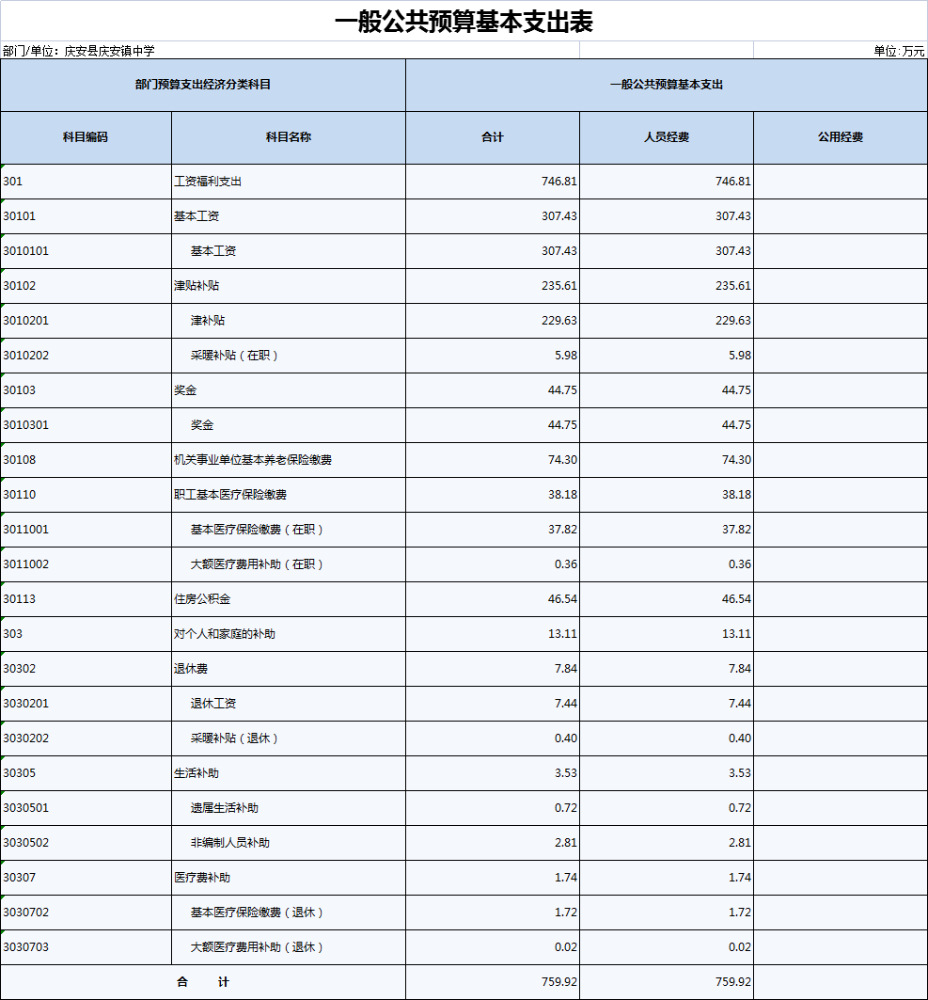 一般公共预算基本支出表
部门/单位：庆安县庆安镇中学 单位:万元
部门预算支出经济分类科目 一般公共预算基本支出
科目编码 科目名称 合计 人员经费 公用经费
301 工资福利支出 746.81 746.81
30101 基本工资 307.43 307.43
3010101 基本工资 307.43 307.43
30102 津贴补贴 235.61 235.61
3010201 津补贴 229.63 229.63
3010202 采暖补贴（在职） 5.98 5.98
30103 奖金 44.75 44.75
3010301 奖金 44.75 44.75
30108 机关事业单位基本养老保险缴费 74.30 74.30
30110 职工基本医疗保险缴费 38.18 38.18
3011001 基本医疗保险缴费（在职） 37.82 37.82
3011002 大额医疗费用补助（在职） 0.36 0.36
30113 住房公积金 46.54 46.54
303 对个人和家庭的补助 13.11 13.11
30302 退休费 7.84 7.84
3030201 退休工资 7.44 7.44
3030202 采暖补贴（退休） 0.40 0.40
30305 生活补助 3.53 3.53
3030501 遗属生活补助 0.72 0.72
3030502 非编制人员补助 2.81 2.81
30307 医疗费补助 1.74 1.74
3030702 基本医疗保险缴费（退休） 1.72 1.72
3030703 大额医疗费用补助（退休） 0.02 0.02
合 计 759.92 759.92